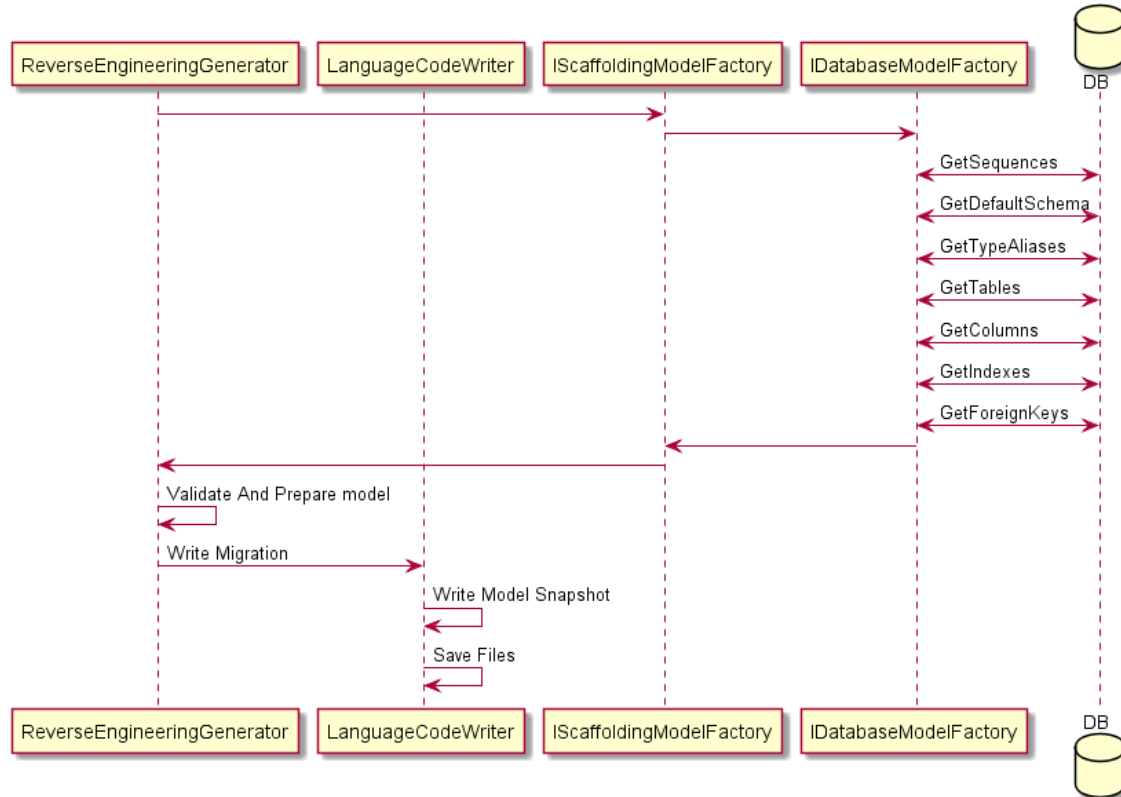 ReverseEngineeringGenerator
LanguageCodeWriter
IScaffoldingModelFactory
IDatabaseModelFactory
DB
GetSequences
GetDefaultSchema
GetTypeAliases
GetTables
GetColumns
GetIndexes
GetForeignKeys
Validate And Prepare model
Write Migration
Write Model Snapshot
Save Files
ReverseEngineeringGenerator
LanguageCodeWriter
IScaffoldingModelFactory
IDatabaseModelFactory
DB